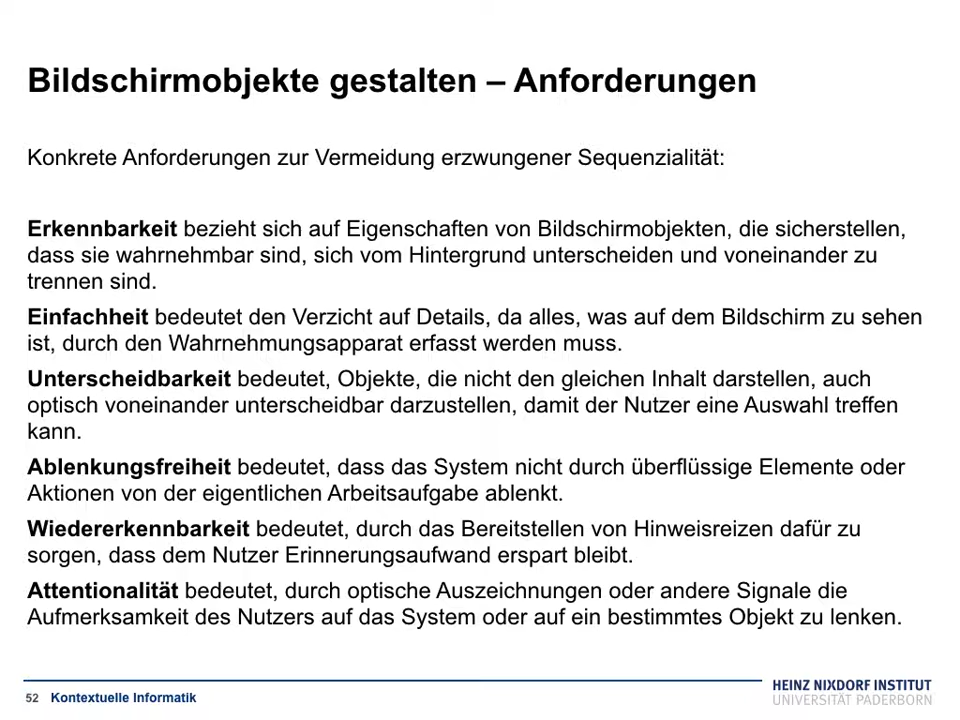 Bildschirmobjekte gestalten – Anforderungen
Konkrete Anforderungen zur Vermeidung erzwungener Sequenzialität:
Erkennbarkeit bezieht sich auf Eigenschaften von Bildschirmobjekten, die sicherstellen,
dass sie wahrnehmbar sind, sich vom Hintergrund unterscheiden und voneinander zu
trennen sind.
Einfachheit bedeutet den Verzicht auf Details, da alles, was auf dem Bildschirm zu sehen
ist, durch den Wahrnehmungsapparat erfasst werden muss.
Unterscheidbarkeit bedeutet, Objekte, die nicht den gleichen Inhalt darstellen, auch
optisch voneinander unterscheidbar darzustellen, damit der Nutzer eine Auswahl treffen
kann.
Ablenkungsfreiheit bedeutet, dass das System nicht durch überflüssige Elemente oder
Aktionen von der eigentlichen Arbeitsaufgabe ablenkt.
Wiedererkennbarkeit bedeutet, durch das Bereitstellen von Hinweisreizen dafür zu
sorgen, dass dem Nutzer Erinnerungsaufwand erspart bleibt.
Attentionalität bedeutet, durch optische Auszeichnungen oder andere Signale die
Aufmerksamkeit des Nutzers auf das System oder auf ein bestimmtes Objekt zu lenken.
52 Kontextuelle Informatik
HEINZ NIXDORF INSTITUT
UNIVERSITÄT PADERBORN